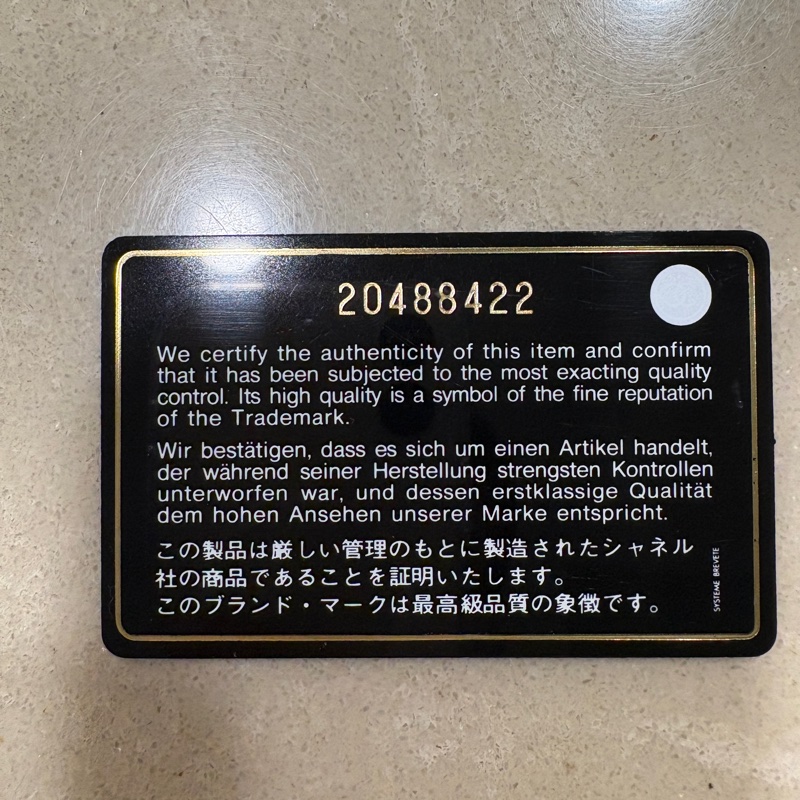 20488422
We certify the authenticity of this item and confirm
that it has been subjected to the most exacting quality
control. Its high quality is a symbol of the fine reputation
of the Trademark.
Wir bestätigen, dass es sich um einen Artikel handelt,
der während seiner Herstellung strengsten Kontrollen
unterworfen war, und dessen erstklassige Qualität
dem hohen Ansehen unserer Marke entspricht.
この製品は厳しい管理のもとに製造されたシャネル
社の商品であることを証明いたします。
このブランド・マークは最高級品質の象徴です。
SYSTEME BREVETE